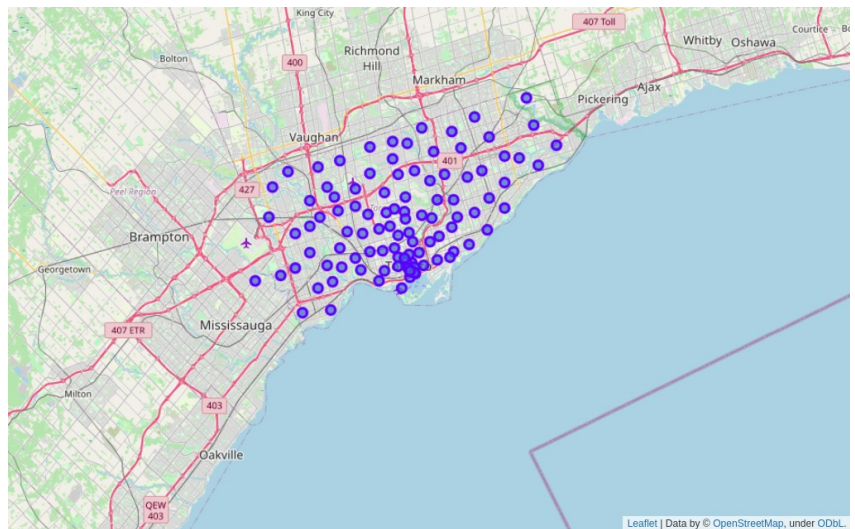 King City
407 Toll
Courtice
Whitby
Oshawa
Richmond
Hill
Bolton
400
Markham
Ajax
Pickering
Vaughan
401
427
Peel Region
Brampton
Georgetown
Mississauga
407 ETR
Milton
403
Oakville
QEW
403
Leaflet | Data by © OpenStreetMap, under ODbL.